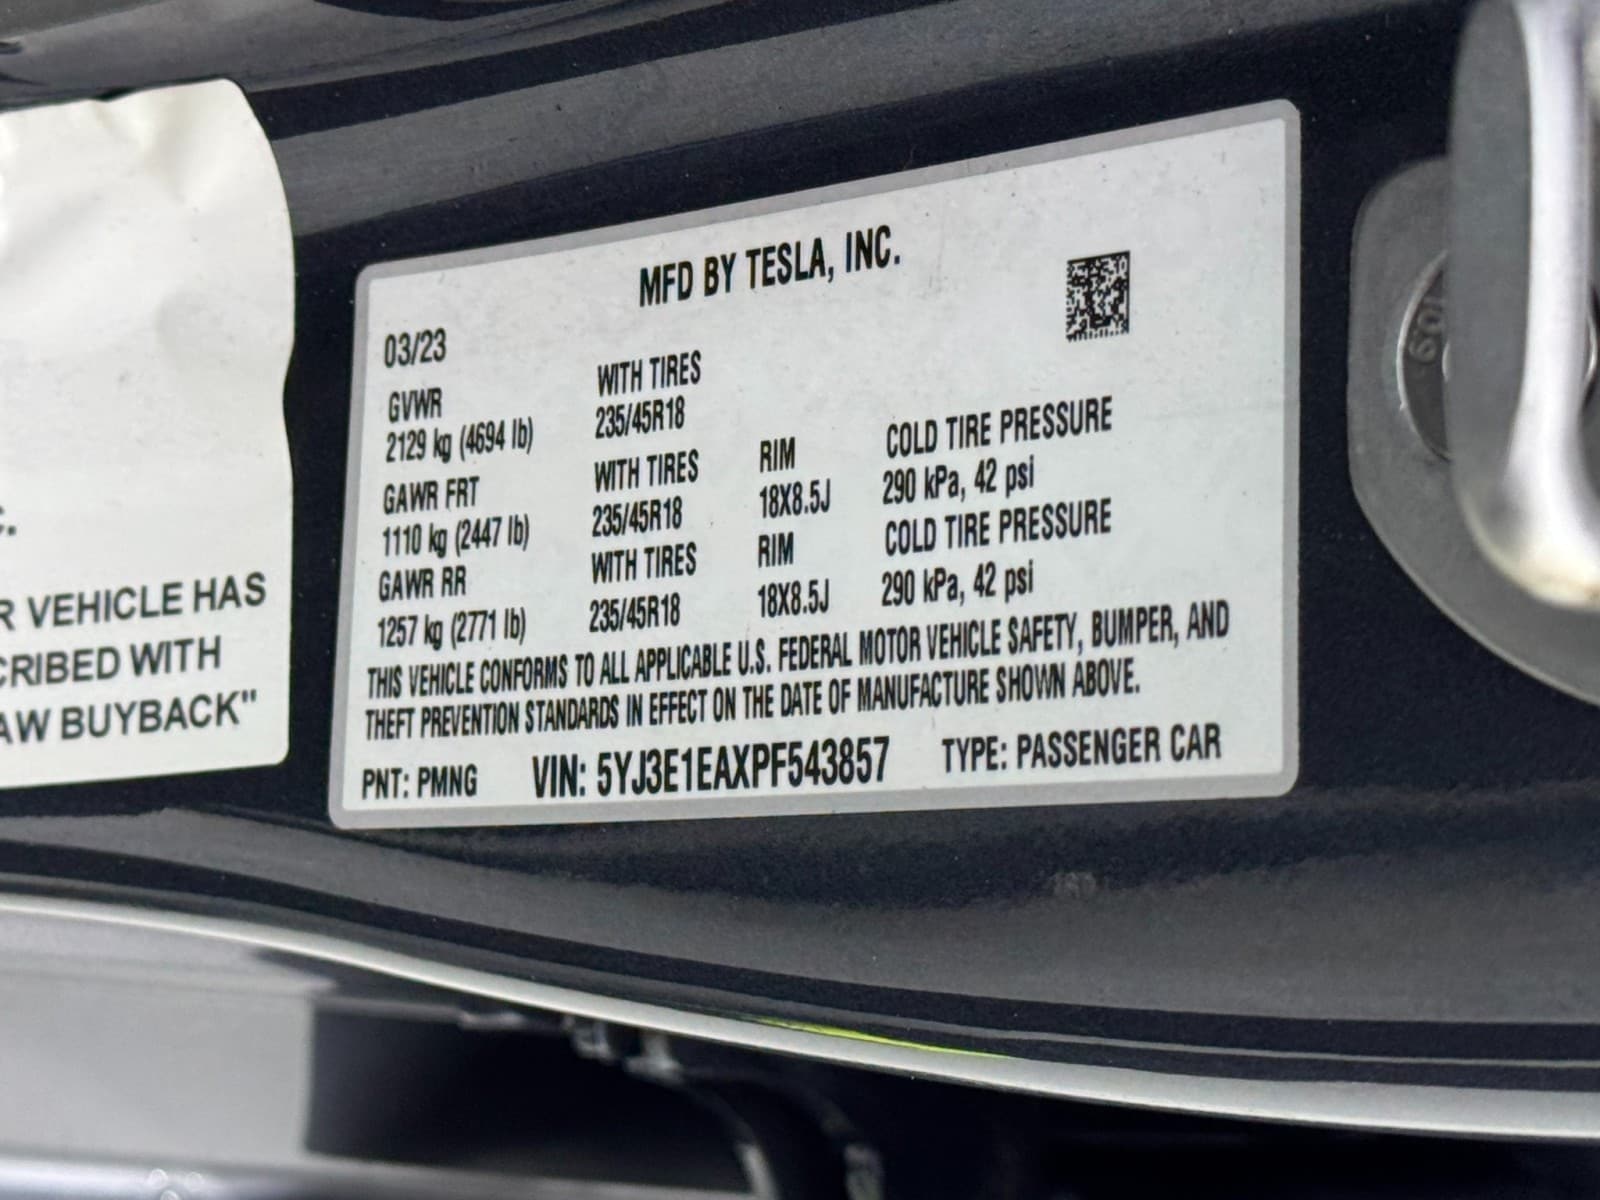 R VEHICLE HAS
CRIBED WITH
AW BUYBACK"
MFD BY TESLA, INC.
03/23
GVWR WITH TIRES
2129 kg (4694 lb) 235/45R18
GAWR FRT WITH TIRES RIM COLD TIRE PRESSURE
1110 kg (2447 lb) 235/45R18 18X8.5J 290 kPa, 42 psi
GAWR RR WITH TIRES RIM COLD TIRE PRESSURE
1257 kg (2771 lb) 235/45R18 18X8.5J 290 kPa, 42 psi
THIS VEHICLE CONFORMS TO ALL APPLICABLE U.S. FEDERAL MOTOR VEHICLE SAFETY, BUMPER, AND
THEFT PREVENTION STANDARDS IN EFFECT ON THE DATE OF MANUFACTURE SHOWN ABOVE.
PNT: PMNG VIN: 5YJ3E1EAXPF543857 TYPE: PASSENGER CAR